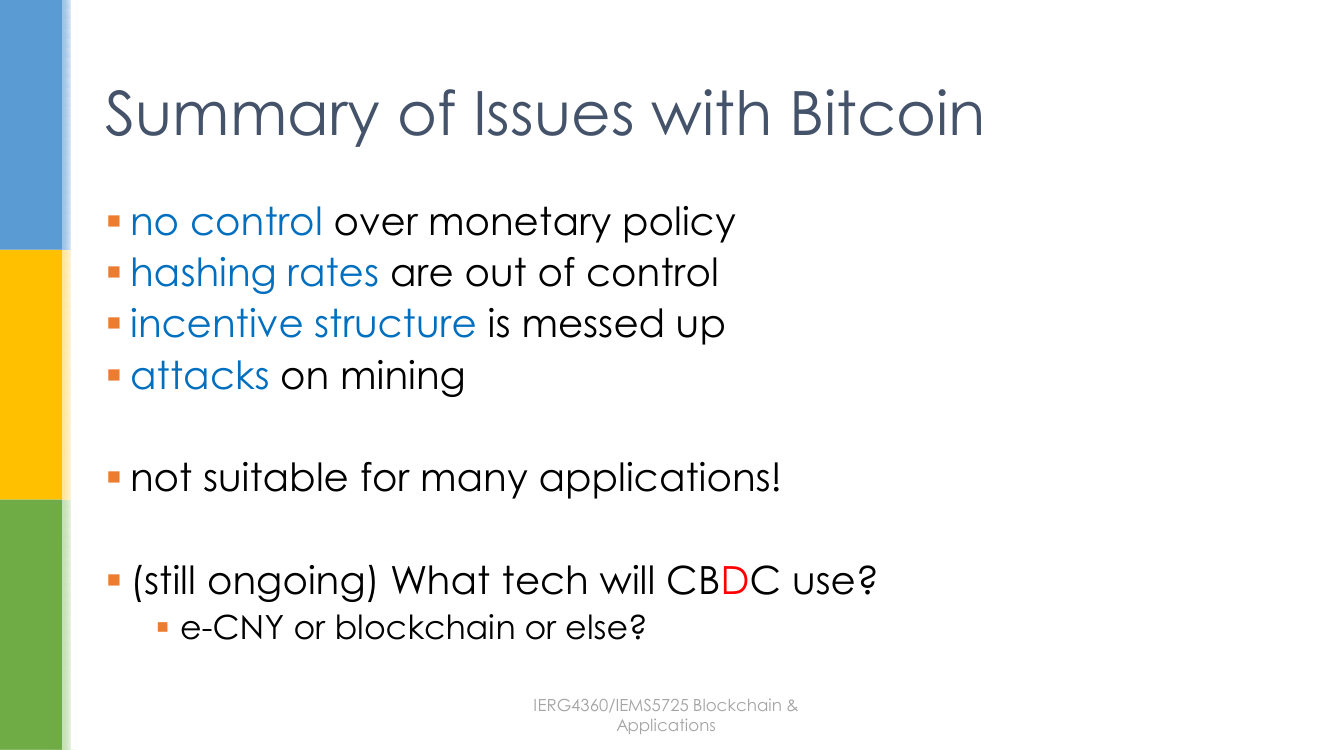 Summary of Issues with Bitcoin
no control over monetary policy
hashing rates are out of control
incentive structure is messed up
attacks on mining
not suitable for many applications!
(still ongoing) What tech will CBDC use?
e-CNY or blockchain or else?
IERG4360/IEMS5725 Blockchain &
Applications